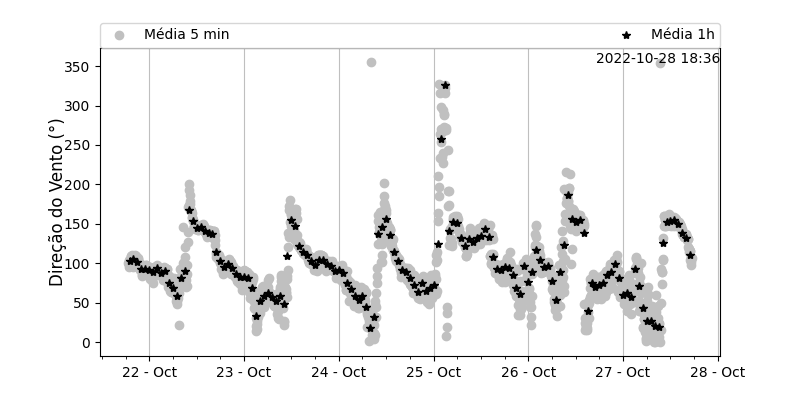 Média 5 min
Média 1h
2022-10-28 18:36
Direção do Vento (°)
350
300
250
200
150
100
50
0
22 - Oct
23 - Oct
24 - Oct
25 - Oct
26 - Oct
27 - Oct
28 - Oct